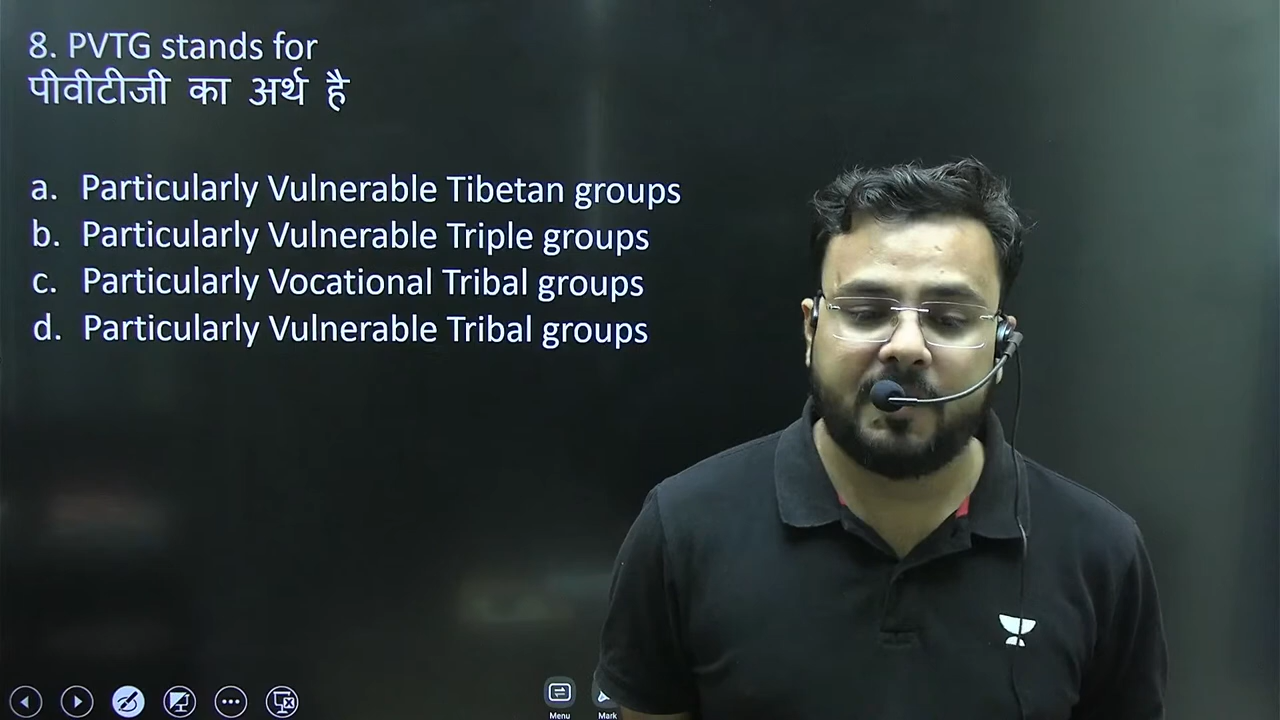 8. PVTG stands for
पीवीटीजी का अर्थ है
a. Particularly Vulnerable Tibetan groups
b. Particularly Vulnerable Triple groups
c. Particularly Vocational Tribal groups
d. Particularly Vulnerable Tribal groups
Menu
Mark